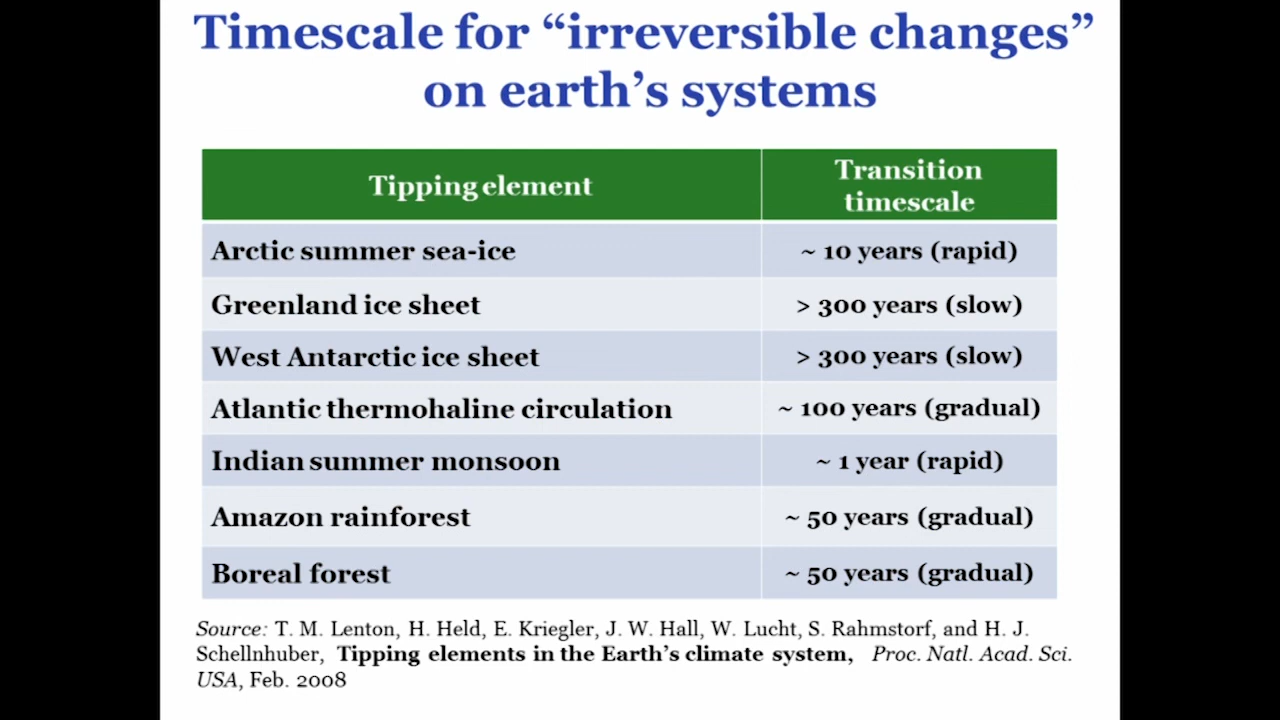 Timescale for “irreversible changes”
on earth’s systems
Tipping element
Transition
timescale
Arctic summer sea-ice
~ 10 years (rapid)
Greenland ice sheet
> 300 years (slow)
West Antarctic ice sheet
> 300 years (slow)
Atlantic thermohaline circulation
~ 100 years (gradual)
Indian summer monsoon
~ 1 year (rapid)
Amazon rainforest
~ 50 years (gradual)
Boreal forest
~ 50 years (gradual)
Source: T. M. Lenton, H. Held, E. Kriegler, J. W. Hall, W. Lucht, S. Rahmstorf, and H. J.
Schellnhuber, Tipping elements in the Earth’s climate system, Proc. Natl. Acad. Sci.
USA, Feb. 2008